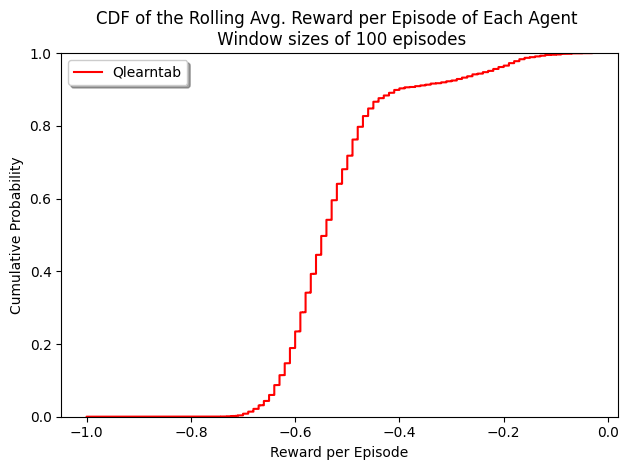 CDF of the Rolling Avg. Reward per Episode of Each Agent
Window sizes of 100 episodes
Qlearntab
Cumulative Probability
1.0
0.8
0.6
0.4
0.2
0.0
−1.0 −0.8 −0.6 −0.4 −0.2 0.0
Reward per Episode